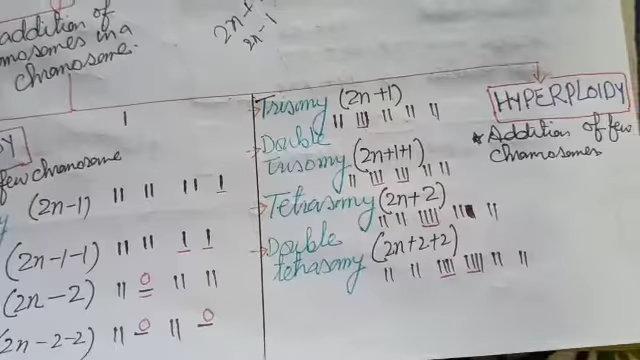 addition of
mosomes in a
chromosome.
2n-1
HYPERPLOIDY
* Addition of few
chromosomes
few chromosome
(2n-1)
(2n-1-1)
(2n-2)
(2n-2-2)
Trisomy (2n+1)
Double
trisomy (2n+1+1)
Tetrasomy (2n+2)
Double
tetrasomy (2n+2+2)